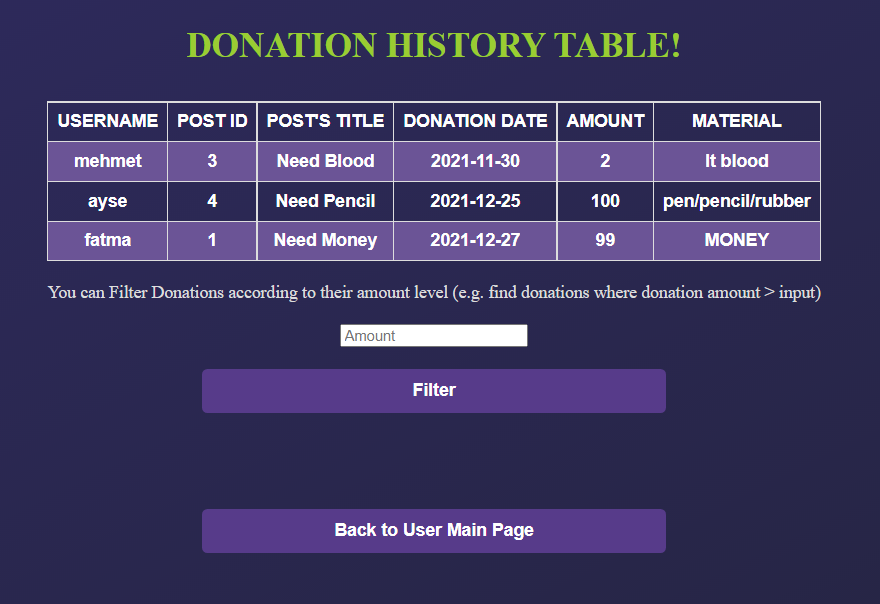 DONATION HISTORY TABLE!
USERNAME POST ID POST'S TITLE DONATION DATE AMOUNT MATERIAL
mehmet 3 Need Blood 2021-11-30 2 lt blood
ayse 4 Need Pencil 2021-12-25 100 pen/pencil/rubber
fatma 1 Need Money 2021-12-27 99 MONEY
You can Filter Donations according to their amount level (e.g. find donations where donation amount > input)
Amount
Filter
Back to User Main Page